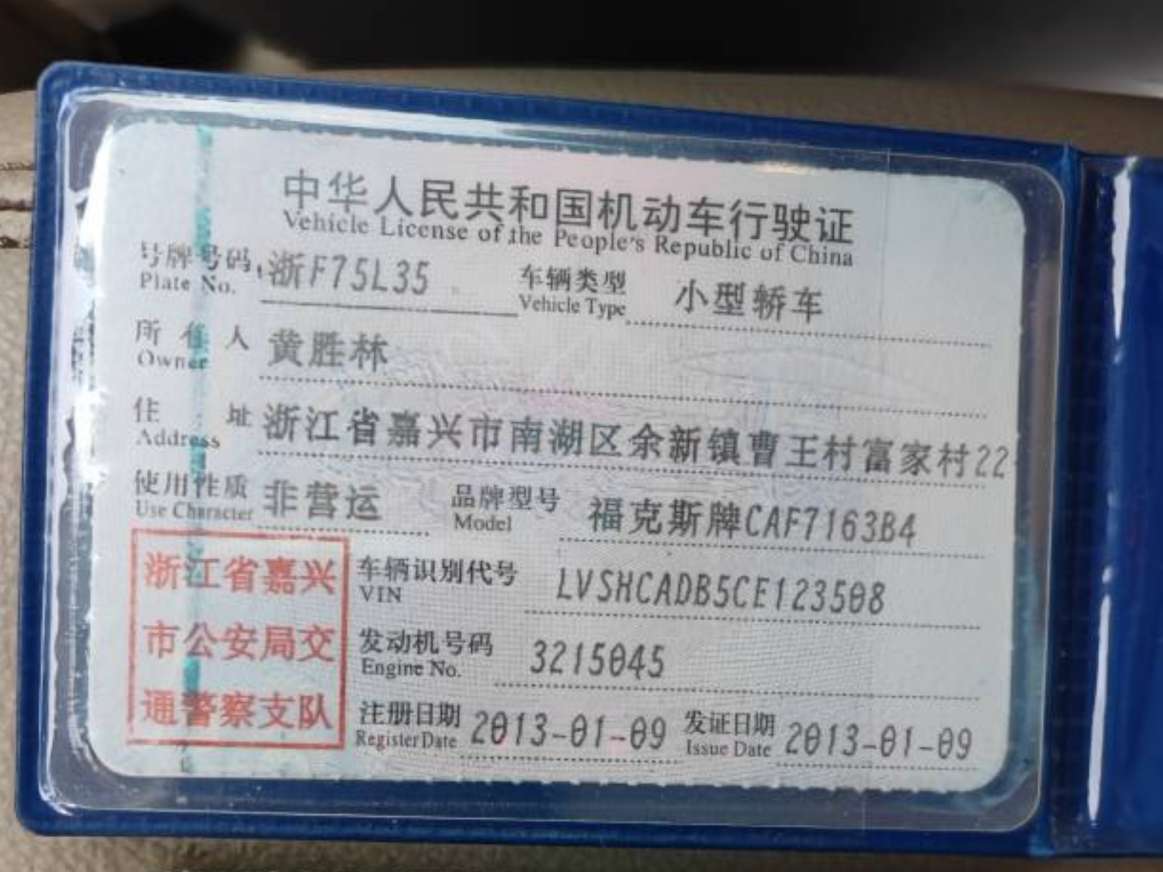 中华人民共和国机动车行驶证
Vehicle License of the People's Republic of China
号牌号码 浙F75L35 车辆类型 小型轿车
Plate No. Vehicle Type
所有人 黄胜林
Owner
住址 浙江省嘉兴市南湖区余新镇曹王村富家村22
Address
使用性质 非营运 品牌型号 福克斯牌CAF7163B4
Use Character Model
浙江省嘉兴
市公安局交
通警察支队
车辆识别代号 LVSHCADB5CE123508
VIN
发动机号码 3215045
Engine No.
注册日期 2013-01-09 发证日期 2013-01-09
Register Date Issue Date